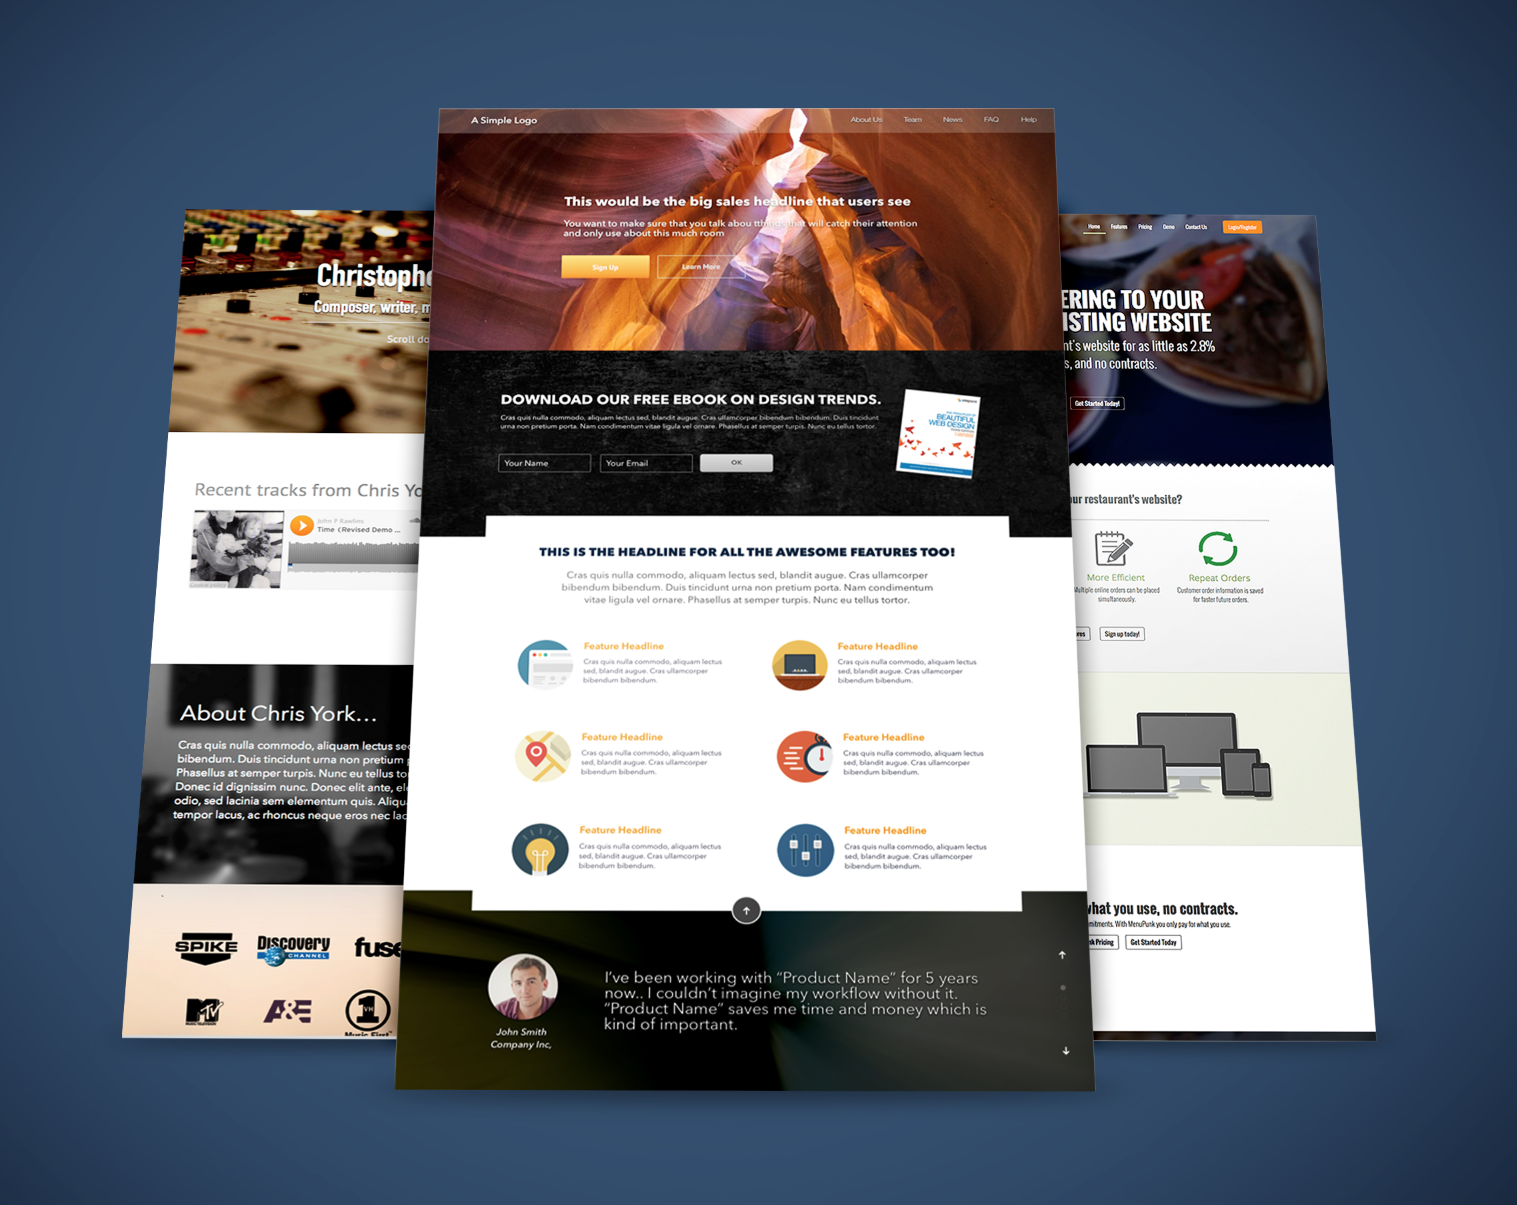 A Simple Logo
About Us
Team
News
FAQ
Help
This would be the big sales headline that users see
You want to make sure that you talk abou tthings that will catch their attention
and only use about this much room
Sign Up
Learn More
DOWNLOAD OUR FREE EBOOK ON DESIGN TRENDS.
Cras quis nulla commodo, aliquam lectus sed, blandit augue. Cras ullamcorper bibendum bibendum. Duis tincidunt
urna non pretium porta. Nam condimentum vitae ligula vel ornare. Phasellus at semper turpis. Nunc eu tellus tortor.
Your Name
Your Email
OK
BEAUTIFUL
WEB DESIGN
THIS IS THE HEADLINE FOR ALL THE AWESOME FEATURES TOO!
Cras quis nulla commodo, aliquam lectus sed, blandit augue. Cras ullamcorper
bibendum bibendum. Duis tincidunt urna non pretium porta. Nam condimentum
vitae ligula vel ornare. Phasellus at semper turpis. Nunc eu tellus tortor.
Feature Headline
Cras quis nulla commodo, aliquam lectus
sed, blandit augue. Cras ullamcorper
bibendum bibendum.
Feature Headline
Cras quis nulla commodo, aliquam lectus
sed, blandit augue. Cras ullamcorper
bibendum bibendum.
Feature Headline
Cras quis nulla commodo, aliquam lectus
sed, blandit augue. Cras ullamcorper
bibendum bibendum.
Feature Headline
Cras quis nulla commodo, aliquam lectus
sed, blandit augue. Cras ullamcorper
bibendum bibendum.
Feature Headline
Cras quis nulla commodo, aliquam lectus
sed, blandit augue. Cras ullamcorper
bibendum bibendum.
Feature Headline
Cras quis nulla commodo, aliquam lectus
sed, blandit augue. Cras ullamcorper
bibendum bibendum.
I've been working with "Product Name" for 5 years
now.. I couldn't imagine my workflow without it.
"Product Name" saves me time and money which is
kind of important.
John Smith
Company Inc,
Christophe
Composer, writer, m
Scroll do
Recent tracks from Chris Yo
John P Rawlins
Time (Revised Demo ...
Cookie policy
About Chris York...
Cras quis nulla commodo, aliquam lectus sec
bibendum. Duis tincidunt urna non pretium p
Phasellus at semper turpis. Nunc eu tellus to
Donec id dignissim nunc. Donec elit ante, el
odio, sed lacinia sem elementum quis. Aliqu
tempor lacus, ac rhoncus neque eros nec lac
SPIKE
Discovery
CHANNEL
fuse
MTV
MUSIC TELEVISION
A&E
VH1
Music First
Home
Features
Pricing
Demo
Contact Us
Login/Register
ERING TO YOUR
ISTING WEBSITE
nt's website for as little as 2.8%
s, and no contracts.
Get Started Today!
our restaurant's website?
More Efficient
Multiple online orders can be placed
simultaneously.
Repeat Orders
Customer order information is saved
for faster future orders.
res
Sign up today!
what you use, no contracts.
mitments. With MenuPunk you only pay for what you use.
nk Pricing
Get Started Today